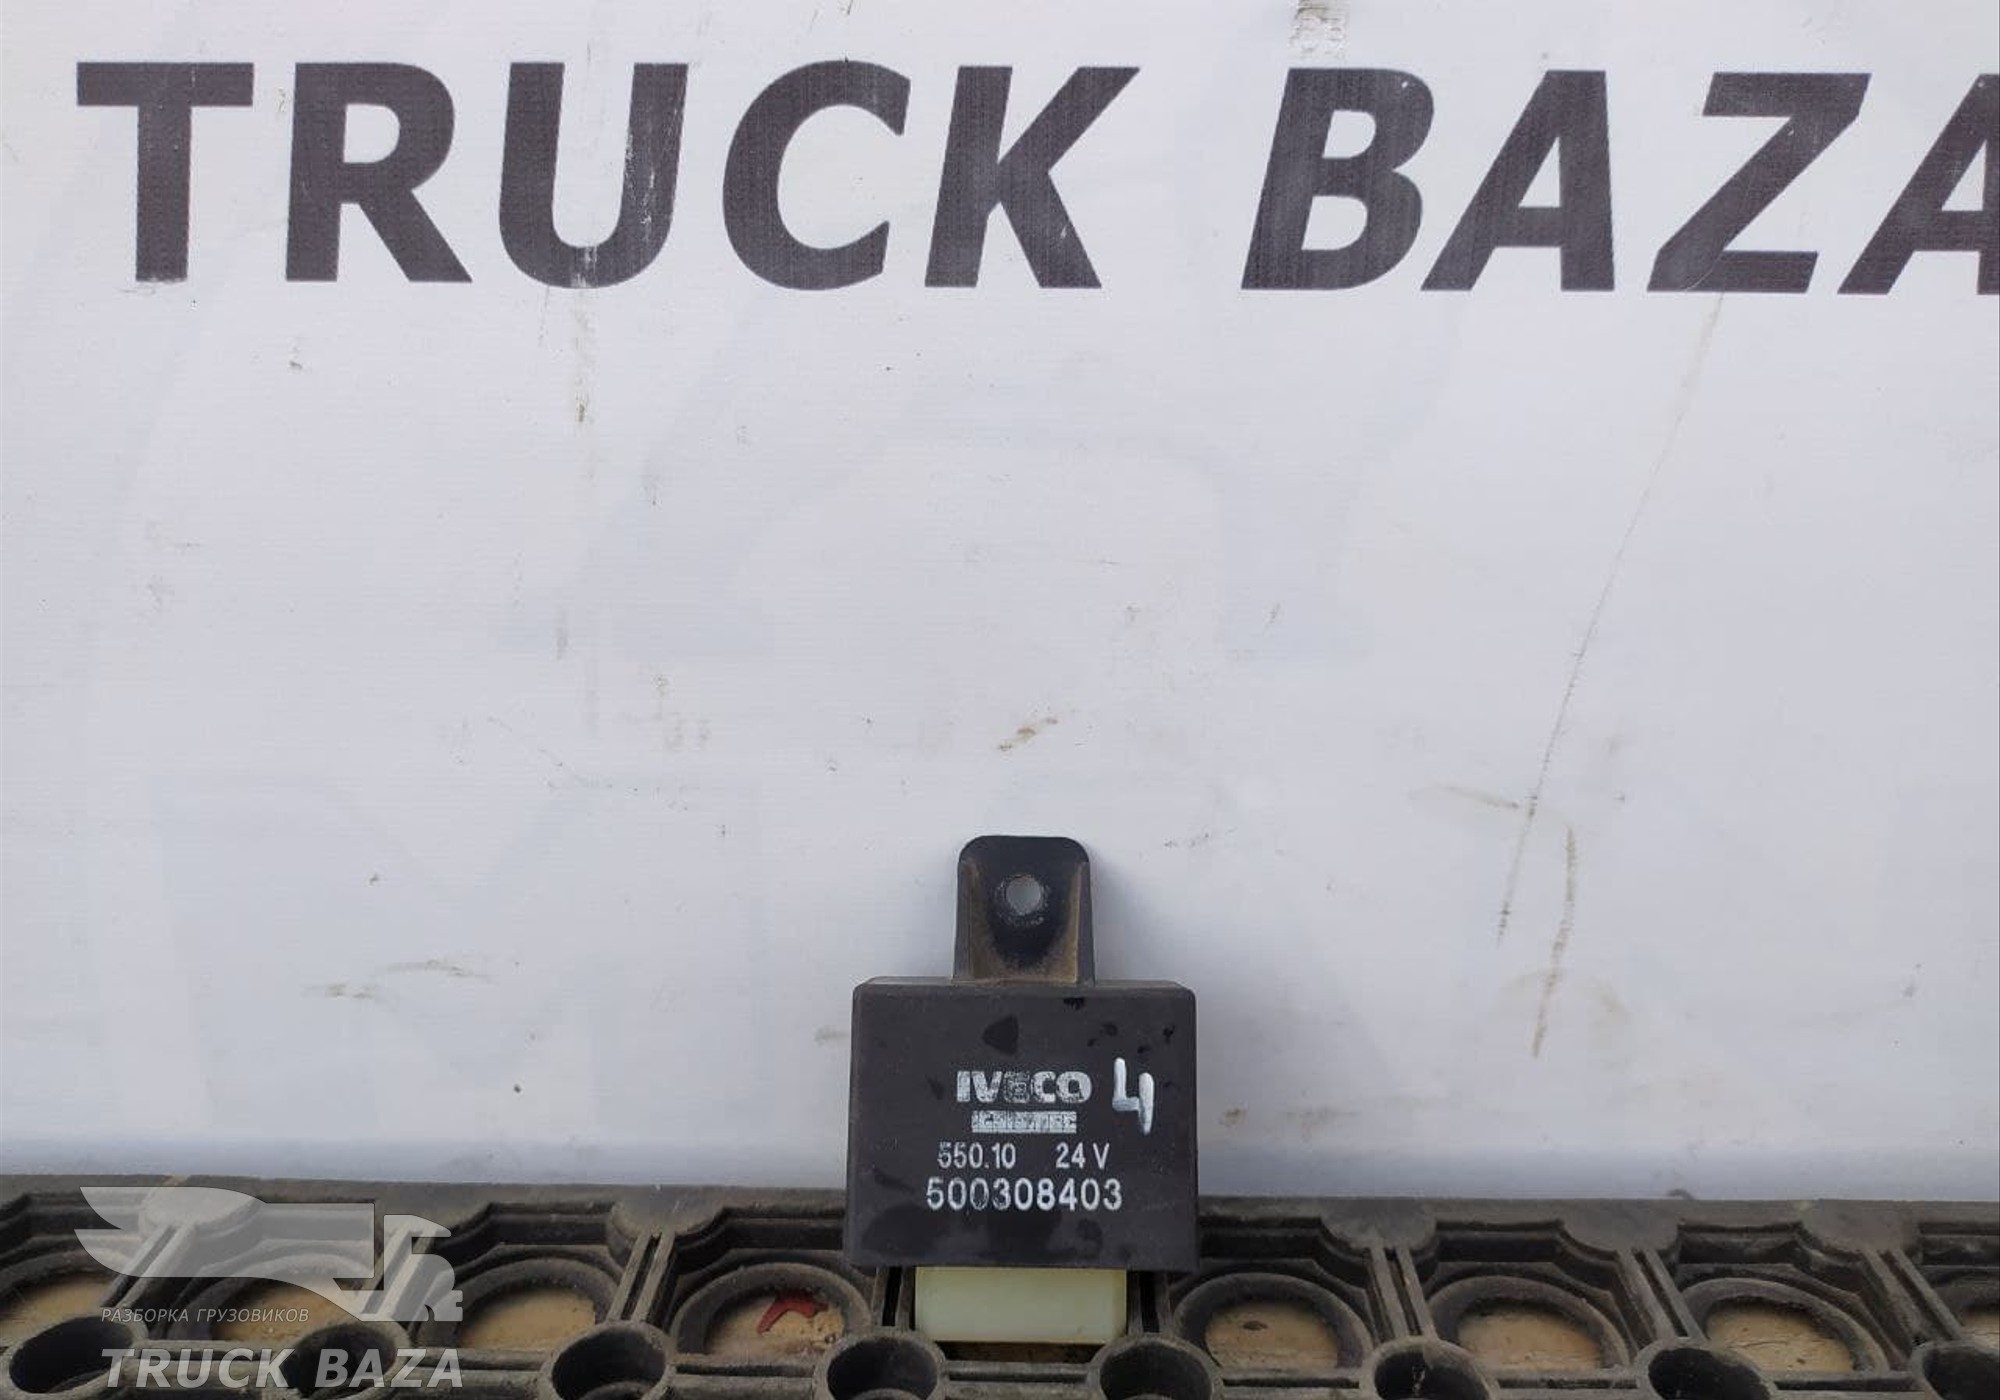 TRUCK BAZA
IVECO 4
550.10 24V
500308403
РАЗБОРКА ГРУЗОВИКОВ
TRUCK BAZA